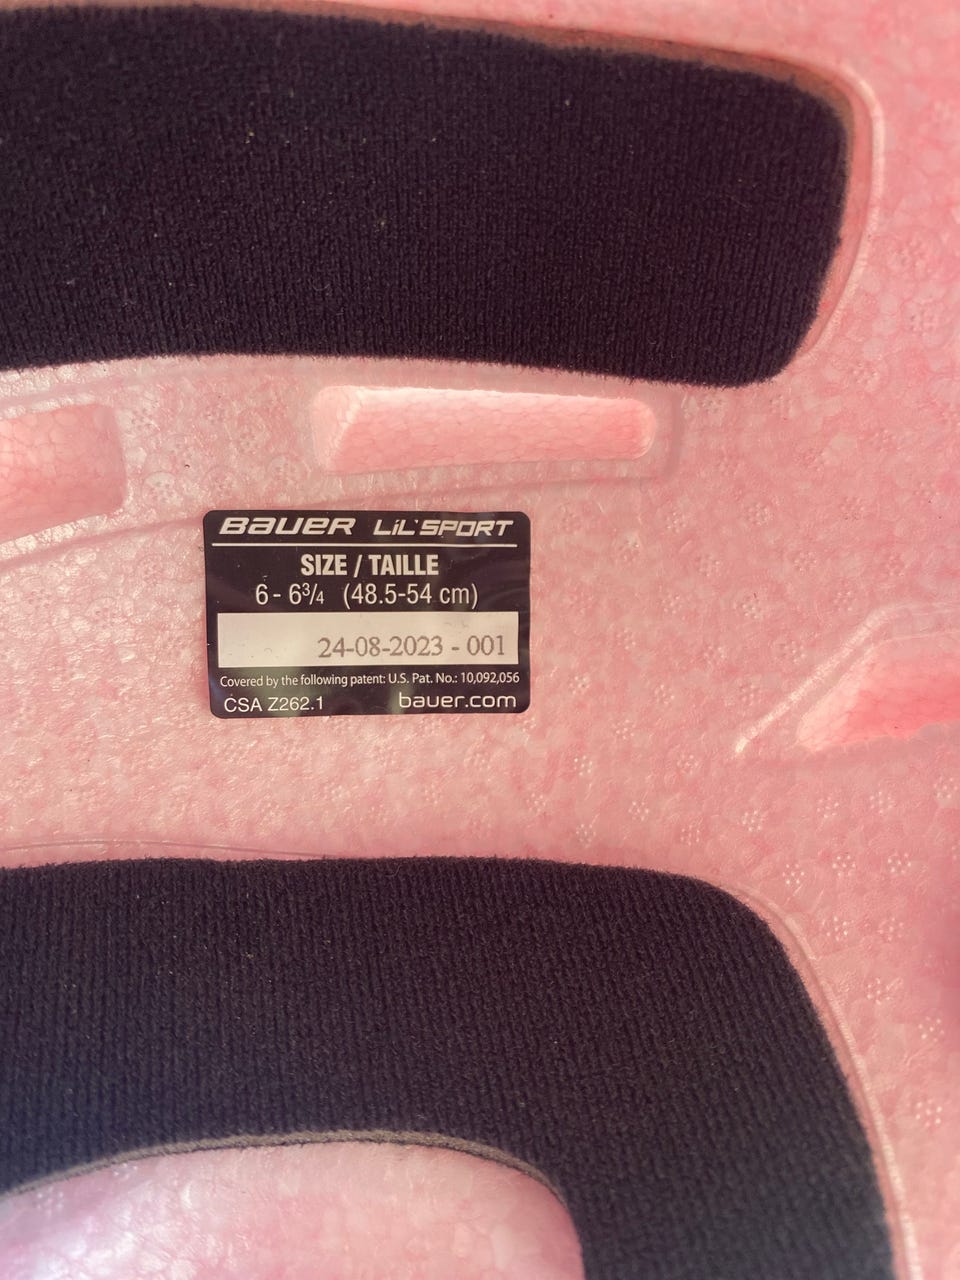 BAUER LIL'SPORT
SIZE / TAILLE
6 - 6¾ (48.5-54 cm)
24-08-2023 - 001
Covered by the following patent: U.S. Pat. No.: 10,092,056
CSA Z262.1 bauer.com